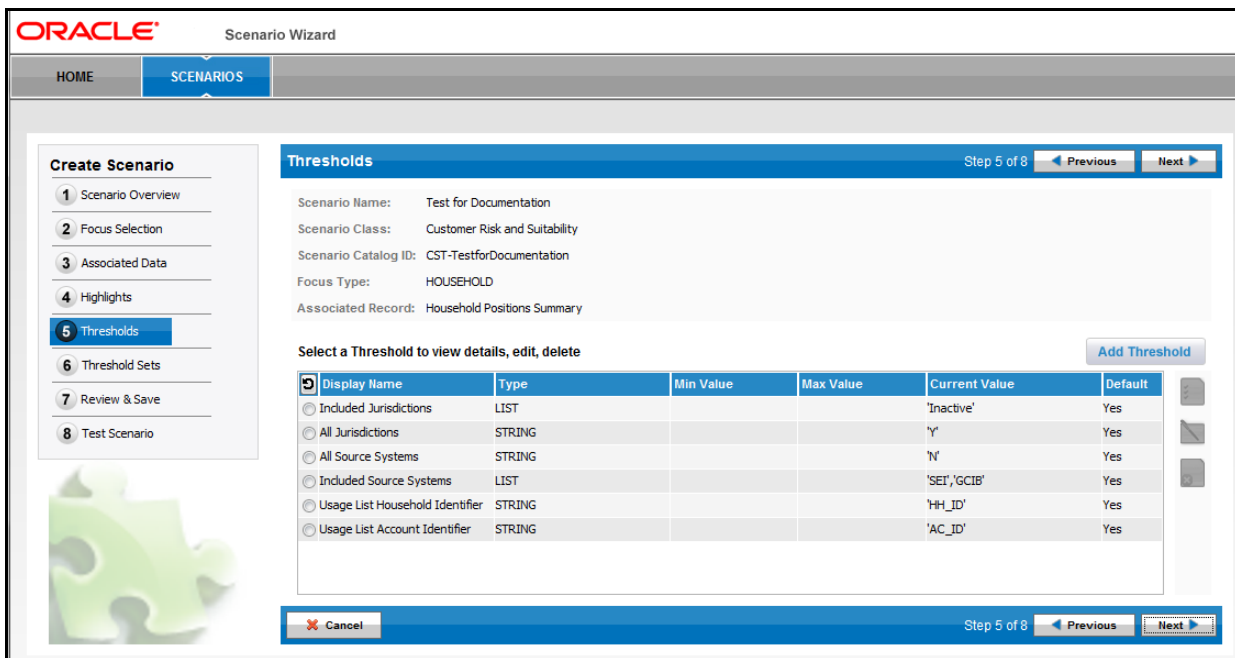 ORACLE® Scenario Wizard
HOME SCENARIOS
Create Scenario
1 Scenario Overview
2 Focus Selection
3 Associated Data
4 Highlights
5 Thresholds
6 Threshold Sets
7 Review & Save
8 Test Scenario
Thresholds Step 5 of 8 Previous Next
Scenario Name: Test for Documentation
Scenario Class: Customer Risk and Suitability
Scenario Catalog ID: CST-TestforDocumentation
Focus Type: HOUSEHOLD
Associated Record: Household Positions Summary
Select a Threshold to view details, edit, delete Add Threshold
Display Name Type Min Value Max Value Current Value Default
Included Jurisdictions LIST 'Inactive' Yes
All Jurisdictions STRING 'Y' Yes
All Source Systems STRING 'N' Yes
Included Source Systems LIST 'SEI','GCIB' Yes
Usage List Household Identifier STRING 'HH_ID' Yes
Usage List Account Identifier STRING 'AC_ID' Yes
Cancel Step 5 of 8 Previous Next